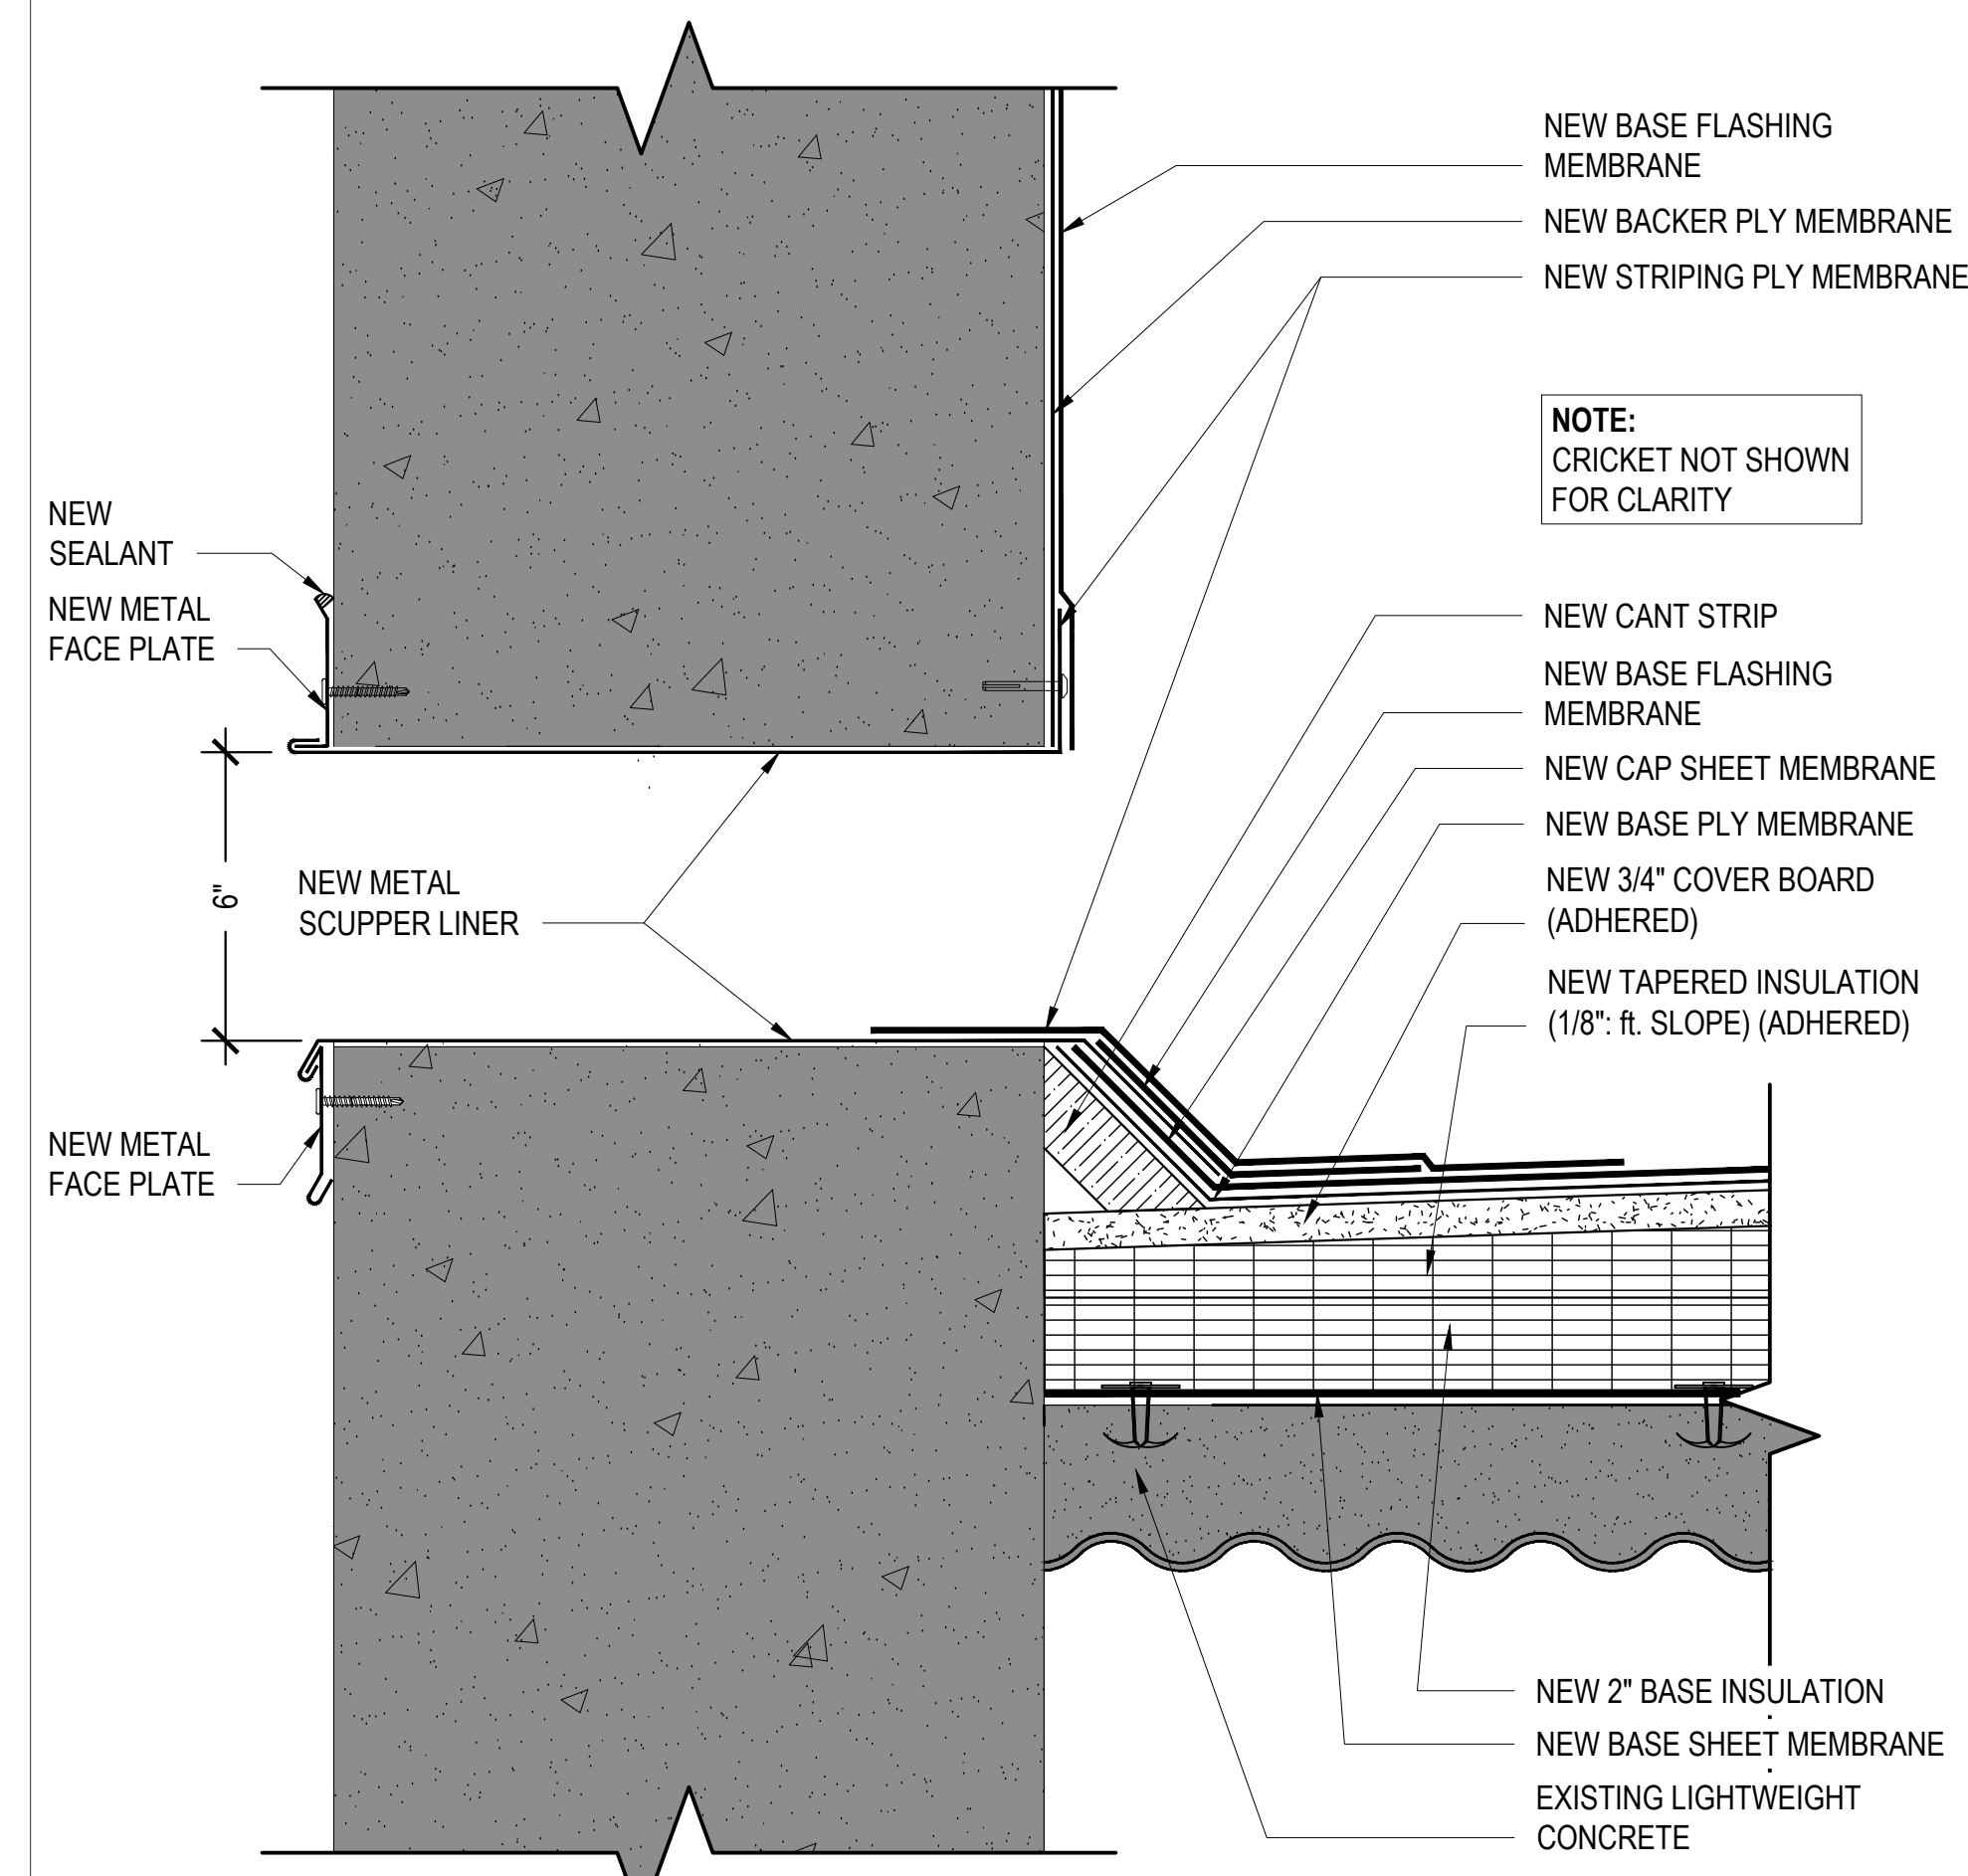 NEW BASE FLASHING
MEMBRANE
NEW BACKER PLY MEMBRANE
NEW STRIPING PLY MEMBRANE
NOTE:
CRICKET NOT SHOWN
FOR CLARITY
NEW
SEALANT
NEW METAL
FACE PLATE
NEW CANT STRIP
NEW BASE FLASHING
MEMBRANE
NEW CAP SHEET MEMBRANE
NEW BASE PLY MEMBRANE
NEW 3/4" COVER BOARD
(ADHERED)
NEW TAPERED INSULATION
(1/8": ft. SLOPE) (ADHERED)
6"
NEW METAL
SCUPPER LINER
NEW METAL
FACE PLATE
NEW 2" BASE INSULATION
NEW BASE SHEET MEMBRANE
EXISTING LIGHTWEIGHT
CONCRETE